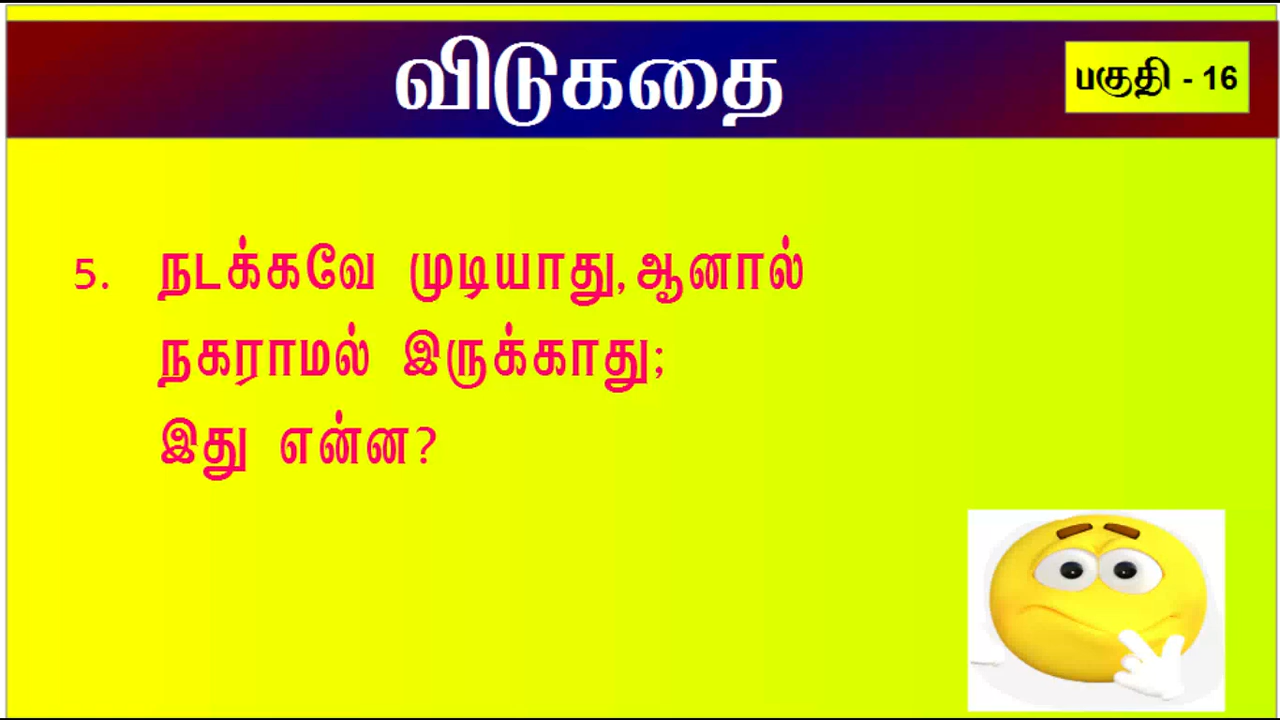 விடுகதை
பகுதி - 16
5. நடக்கவே முடியாது,ஆனால்
நகராமல் இருக்காது;
இது என்ன?